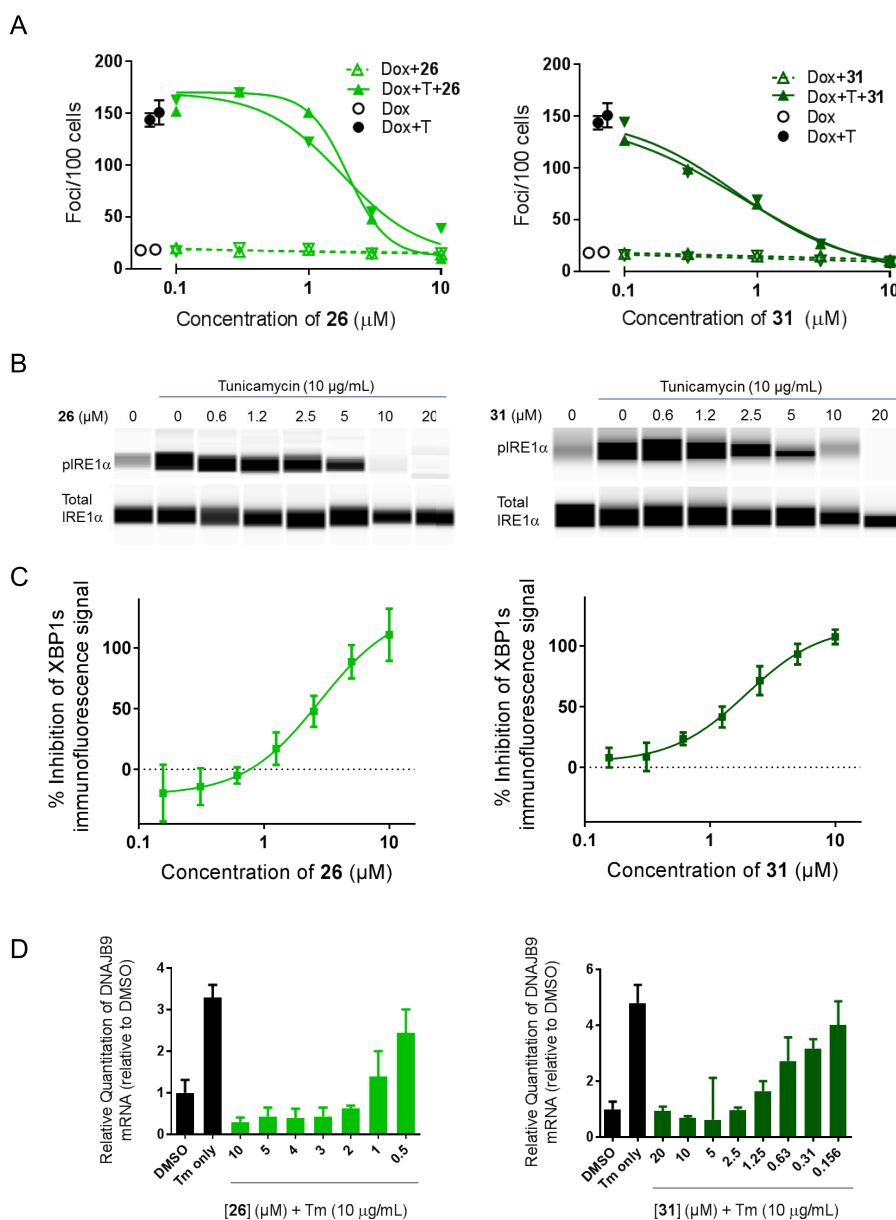 A
200
150
100
50
0
Foci/100 cells
0.1
1
10
Concentration of 26 (μM)
Dox+26
Dox+T+26
Dox
Dox+T
200
150
100
50
0
Foci/100 cells
0.1
1
10
Concentration of 31 (μM)
Dox+31
Dox+T+31
Dox
Dox+T
B
Tunicamycin (10 µg/mL)
26 (µM) 0 0 0.6 1.2 2.5 5 10 20
pIRE1α
Total
IRE1α
Tunicamycin (10 µg/mL)
31 (µM) 0 0 0.6 1.2 2.5 5 10 20
pIRE1α
Total
IRE1α
C
% Inhibition of XBP1s
immunofluorescence signal
100
50
0
0.1 1 10
Concentration of 26 (µM)
% Inhibition of XBP1s
immunofluorescence signal
100
50
0
0.1 1 10
Concentration of 31 (µM)
D
Relative Quantitation of DNAJB9
mRNA (relative to DMSO)
4
3
2
1
0
DMSO
Tm only
10
5
4
3
2
1
0.5
[26] (µM) + Tm (10 μg/mL)
Relative Quantitation of DNAJB9
mRNA (relative to DMSO)
6
4
2
0
DMSO
Tm only
20
10
5
2.5
1.25
0.63
0.31
0.156
[31] (µM) + Tm (10 μg/mL)